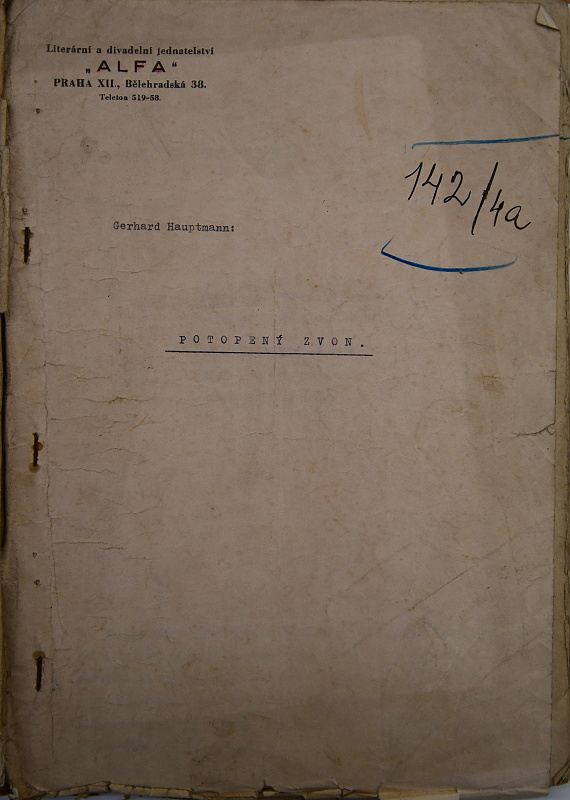 Literární a divadelní jednatelství
„ALFA“
PRAHA XII., Bělehradská 38.
Telefon 519-58.
142/4a
Gerhard Hauptmann:
POTOPENÝ ZVON.